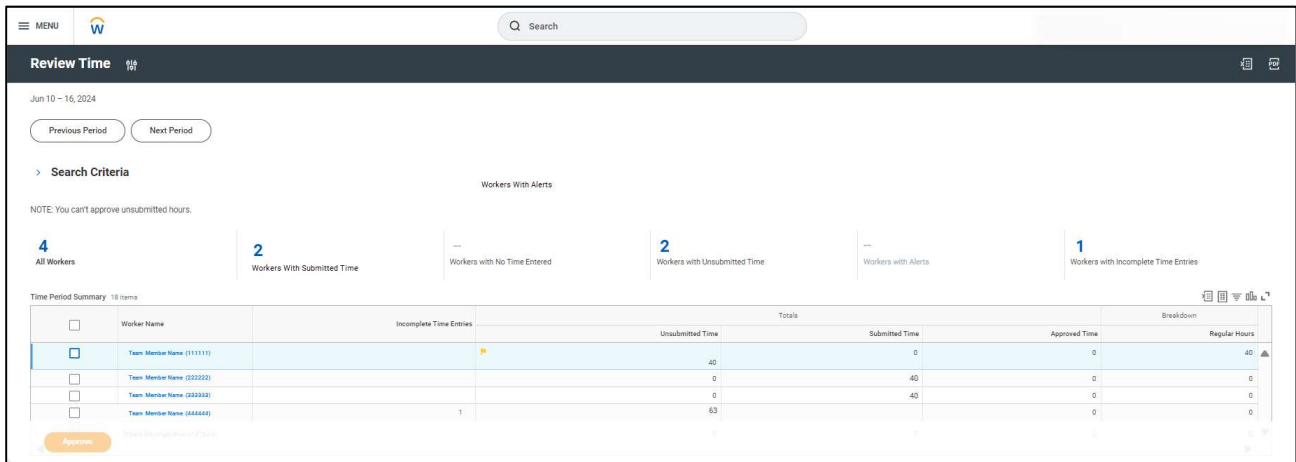 MENU
Search
Review Time
PDF
Jun 10 – 16, 2024
Previous Period Next Period
Search Criteria
Workers With Alerts
NOTE: You can't approve unsubmitted hours.
4 2 -- 2 -- 1
All Workers Workers With Submitted Time Workers with No Time Entered Workers with Unsubmitted Time Workers with Alerts Workers with Incomplete Time Entries
Time Period Summary 18 items
Worker Name Incomplete Time Entries Totals Breakdown
Unsubmitted Time Submitted Time Approved Time Regular Hours
Team Member Name (111111) 40 0 0 40
Team Member Name (222222) 0 40 0 0
Team Member Name (333333) 0 40 0 0
Team Member Name (444444) 1 63 0 0
Approve